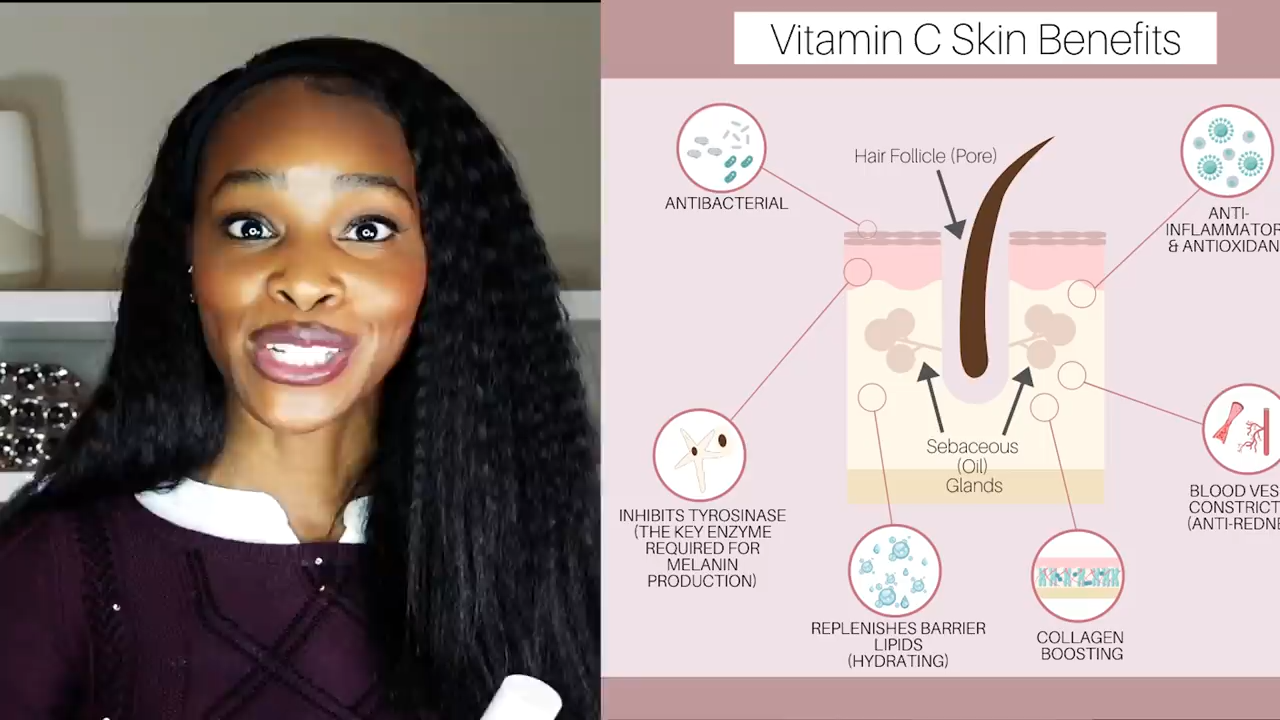 Vitamin C Skin Benefits
Hair Follicle (Pore)
ANTIBACTERIAL
ANTI-
INFLAMMATOR
& ANTIOXIDAN
INHIBITS TYROSINASE
(THE KEY ENZYME
REQUIRED FOR
MELANIN
PRODUCTION)
Sebaceous
(Oil)
Glands
BLOOD VES
CONSTRICT
(ANTI-REDNE
REPLENISHES BARRIER
LIPIDS
(HYDRATING)
COLLAGEN
BOOSTING